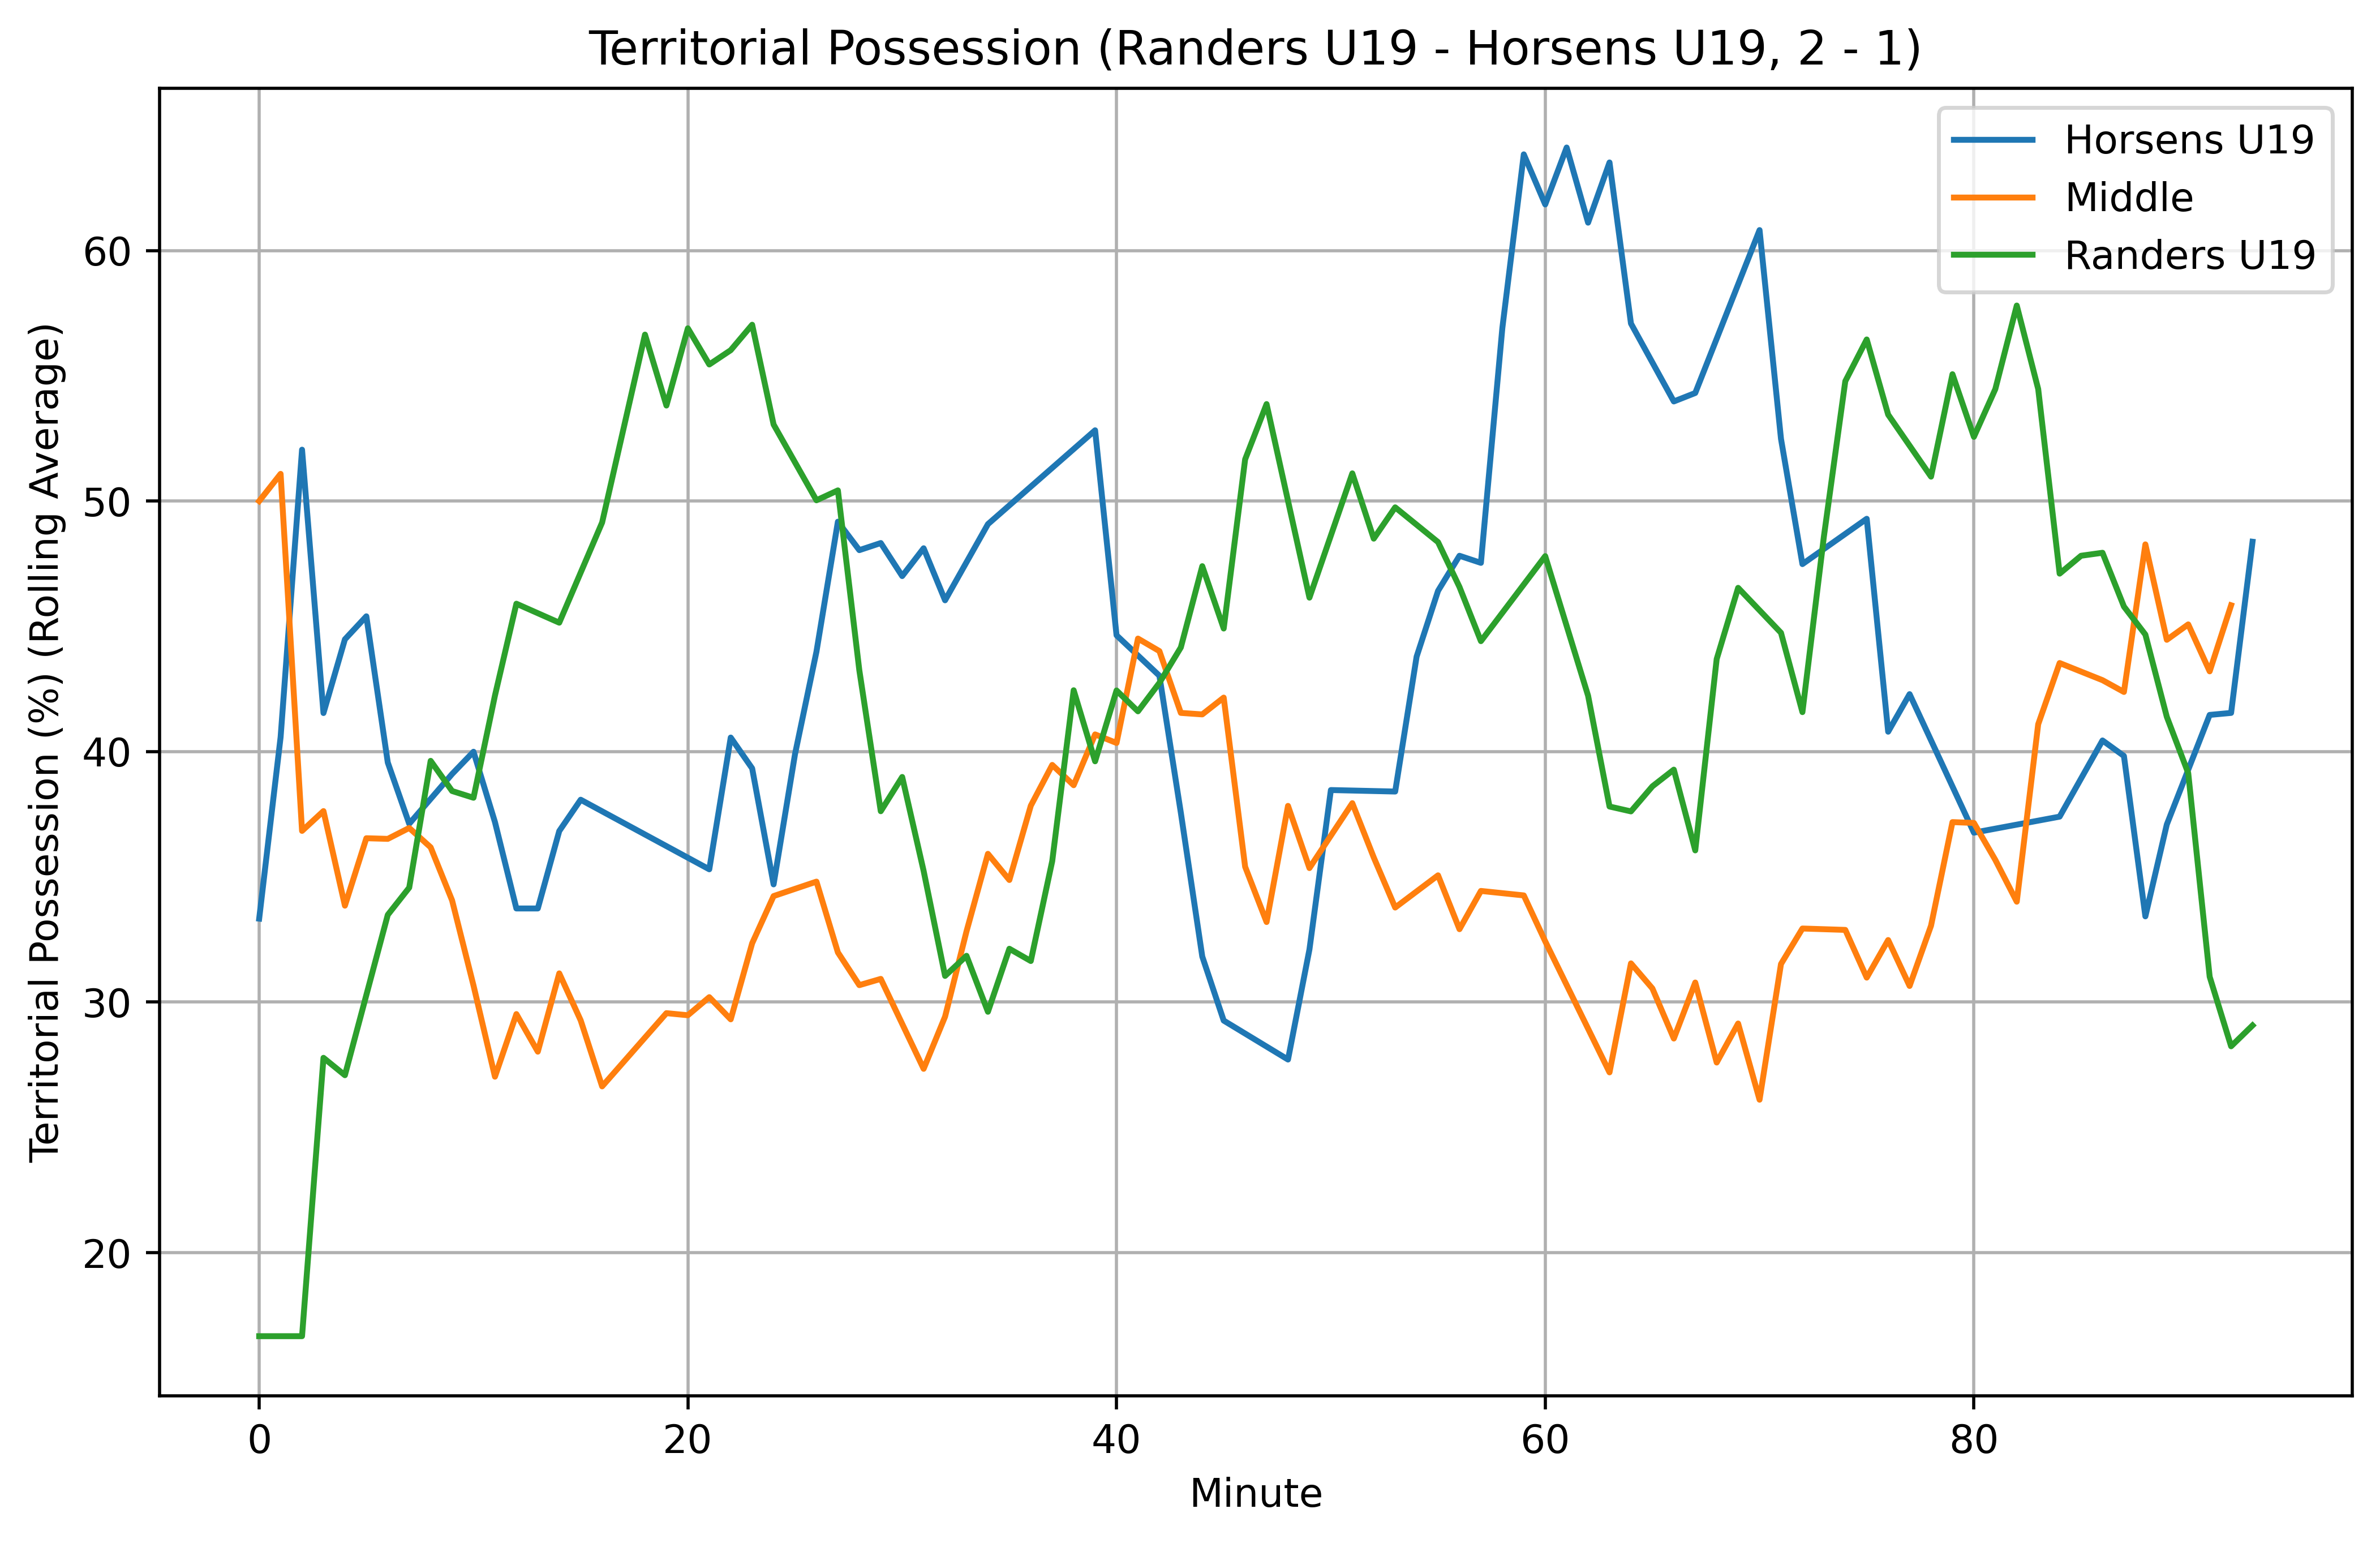 Territorial Possession (Randers U19 - Horsens U19, 2 - 1)
Horsens U19
Middle
Randers U19
Territorial Possession (%) (Rolling Average)
60
50
40
30
20
0 20 40 60 80
Minute